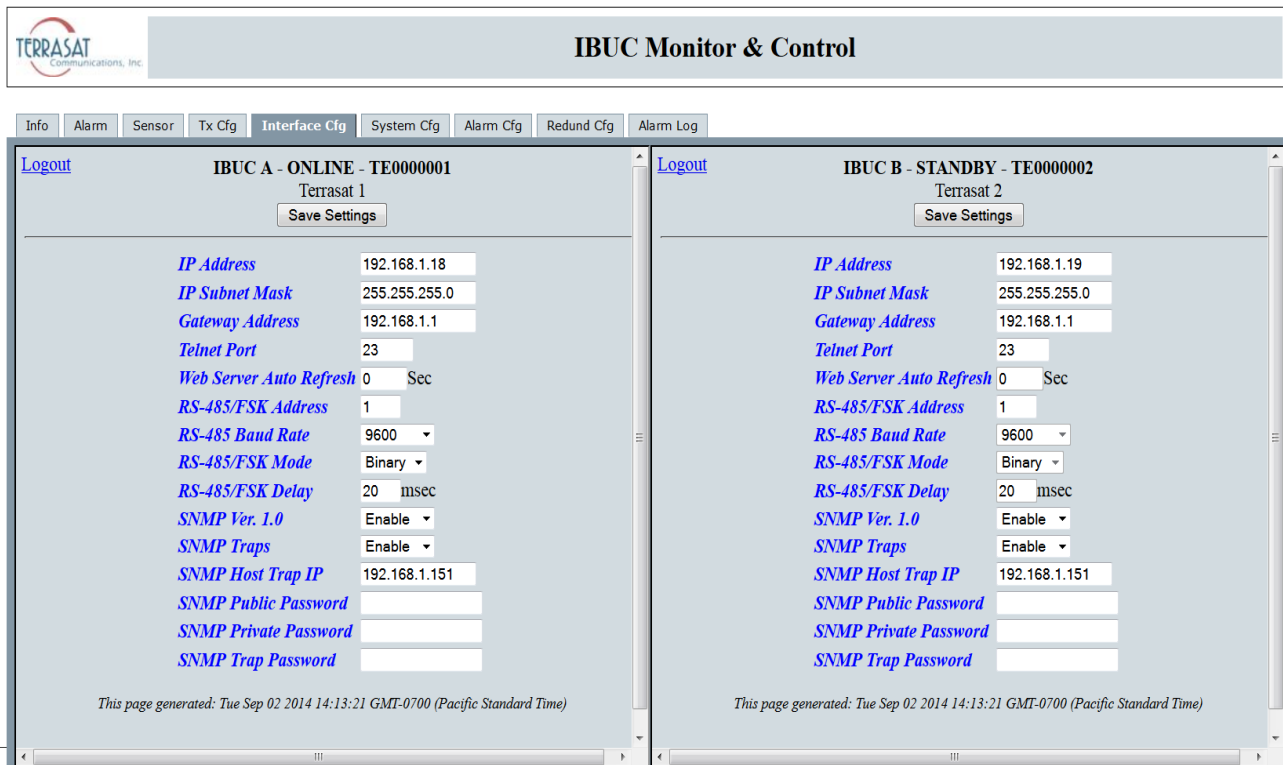 TERRASAT
Communications, Inc.
IBUC Monitor & Control
Info Alarm Sensor Tx Cfg Interface Cfg System Cfg Alarm Cfg Redund Cfg Alarm Log
Logout
IBUC A - ONLINE - TE0000001
Terrasat 1
Save Settings
IP Address 192.168.1.18
IP Subnet Mask 255.255.255.0
Gateway Address 192.168.1.1
Telnet Port 23
Web Server Auto Refresh 0 Sec
RS-485/FSK Address 1
RS-485 Baud Rate 9600
RS-485/FSK Mode Binary
RS-485/FSK Delay 20 msec
SNMP Ver. 1.0 Enable
SNMP Traps Enable
SNMP Host Trap IP 192.168.1.151
SNMP Public Password
SNMP Private Password
SNMP Trap Password
This page generated: Tue Sep 02 2014 14:13:21 GMT-0700 (Pacific Standard Time)
Logout
IBUC B - STANDBY - TE0000002
Terrasat 2
Save Settings
IP Address 192.168.1.19
IP Subnet Mask 255.255.255.0
Gateway Address 192.168.1.1
Telnet Port 23
Web Server Auto Refresh 0 Sec
RS-485/FSK Address 1
RS-485 Baud Rate 9600
RS-485/FSK Mode Binary
RS-485/FSK Delay 20 msec
SNMP Ver. 1.0 Enable
SNMP Traps Enable
SNMP Host Trap IP 192.168.1.151
SNMP Public Password
SNMP Private Password
SNMP Trap Password
This page generated: Tue Sep 02 2014 14:13:21 GMT-0700 (Pacific Standard Time)